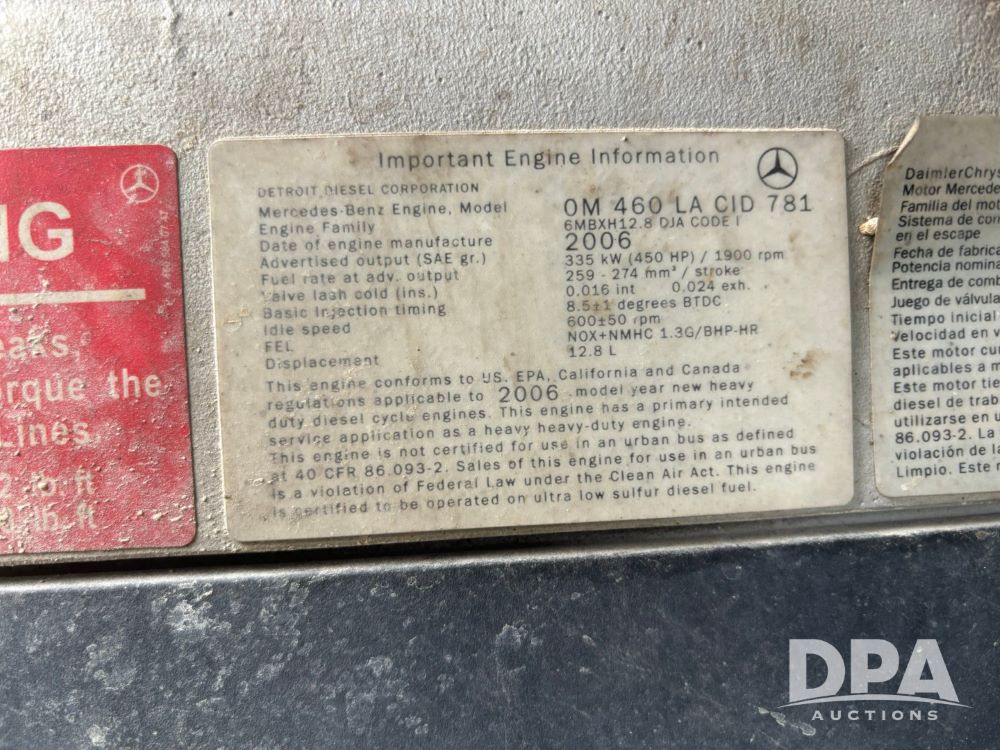 NG
eaks,
orque the
Lines
lb ft
lb ft
Important Engine Information
DETROIT DIESEL CORPORATION
Mercedes-Benz Engine, Model OM 460 LA CID 781
Engine Family 6MBXH12.8 DJA CODE I
Date of engine manufacture 2006
Advertised output (SAE gr.) 335 kW (450 HP) / 1900 rpm
Fuel rate at adv. output 259 - 274 mm³ / stroke
Valve lash cold (ins.) 0.016 int 0.024 exh.
Basic Injection timing 8.5±1 degrees BTDC
Idle speed 600±50 rpm
FEL NOX+NMHC 1.3G/BHP-HR
Displacement 12.8 L
This engine conforms to US. EPA, California and Canada
regulations applicable to 2006 model year new heavy
duty diesel cycle engines. This engine has a primary intended
service application as a heavy heavy-duty engine.
This engine is not certified for use in an urban bus as defined
at 40 CFR 86.093-2. Sales of this engine for use in an urban bus
is a violation of Federal Law under the Clean Air Act. This engine
is certified to be operated on ultra low sulfur diesel fuel.
DaimlerChrys
Motor Mercede
Familia del mot
Sistema de con
en el escape
Fecha de fabrica
Potencia nomina
Entrega de comb
Juego de válvula
Tiempo inicial
Velocidad en v
Este motor cum
aplicables a m
Este motor tie
diesel de trab
utilizarse en u
86.093-2. La
violación de la
Limpio. Este m
DPA
AUCTIONS